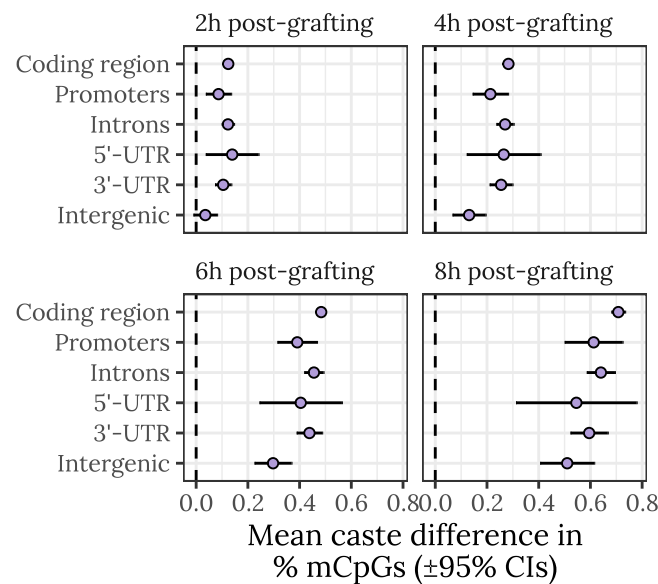 2h post-grafting
4h post-grafting
Coding region
Promoters
Introns
5'-UTR
3'-UTR
Intergenic
6h post-grafting
8h post-grafting
Coding region
Promoters
Introns
5'-UTR
3'-UTR
Intergenic
0.0 0.2 0.4 0.6 0.8 0.0 0.2 0.4 0.6 0.8
Mean caste difference in
% mCpGs (±95% CIs)